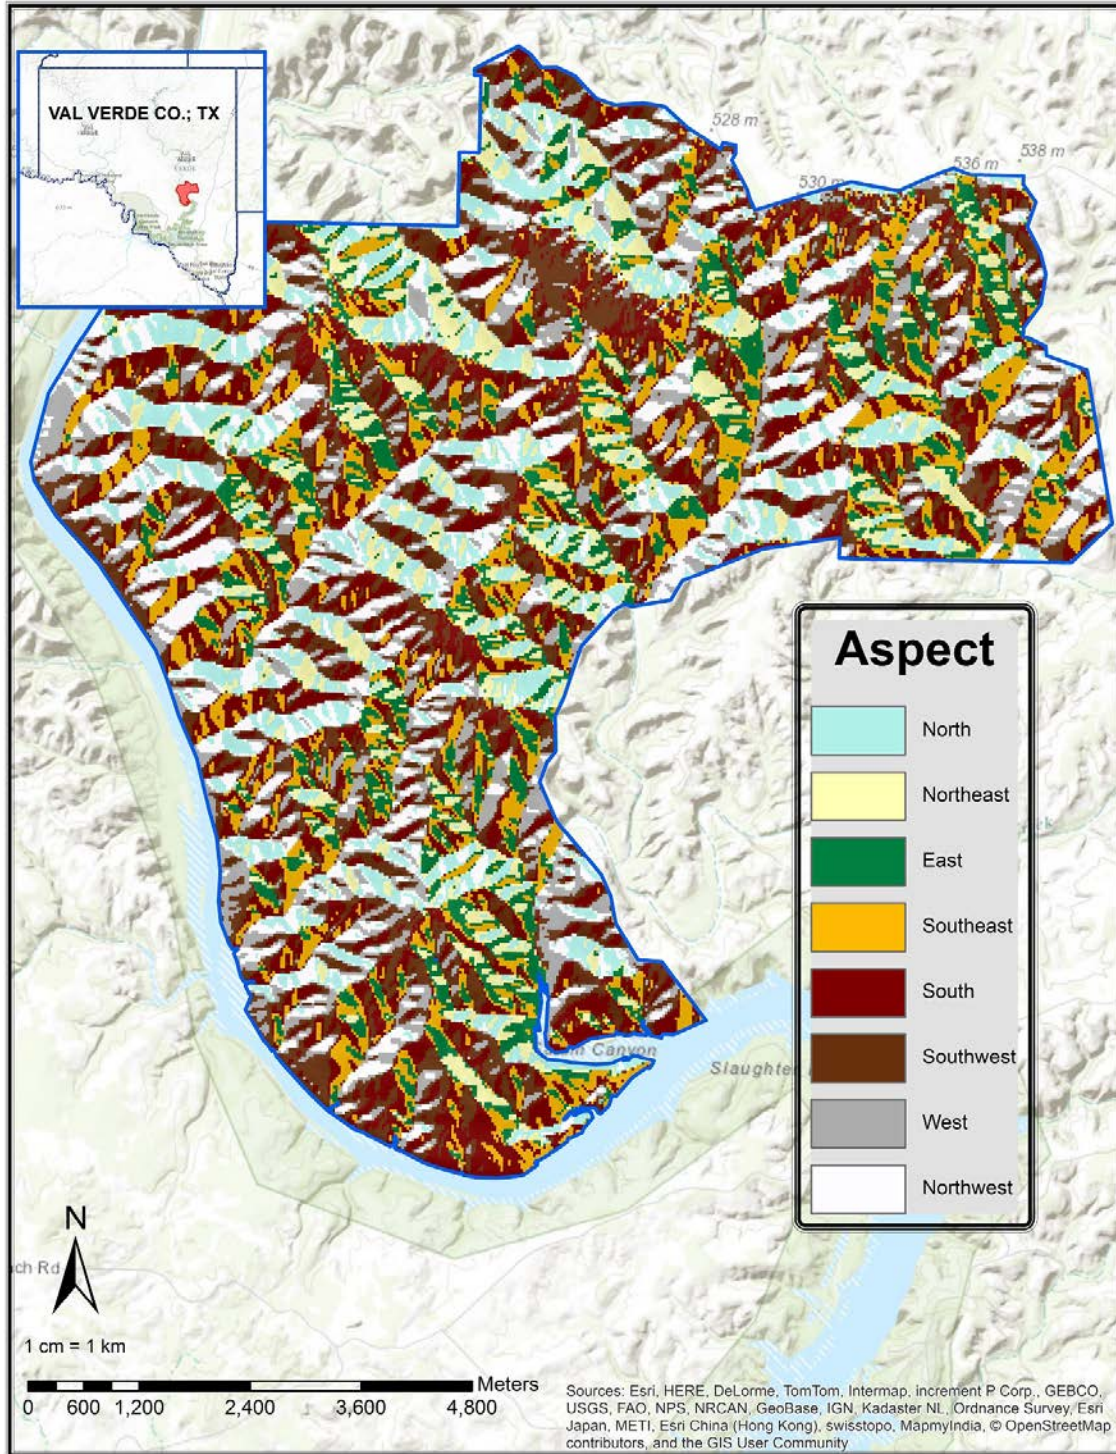 VAL VERDE CO.; TX
528 m
538 m
536 m
530 m
Aspect
North
Northeast
East
Southeast
South
Southwest
West
Northwest
Canyon
Slaughter
N
ch Rd
1 cm = 1 km
Meters
0 600 1,200 2,400 3,600 4,800
Sources: Esri, HERE, DeLorme, TomTom, Intermap, increment P Corp., GEBCO,
USGS, FAO, NPS, NRCAN, GeoBase, IGN, Kadaster NL, Ordnance Survey, Esri
Japan, METI, Esri China (Hong Kong), swisstopo, MapmyIndia, © OpenStreetMap
contributors, and the GIS User Community